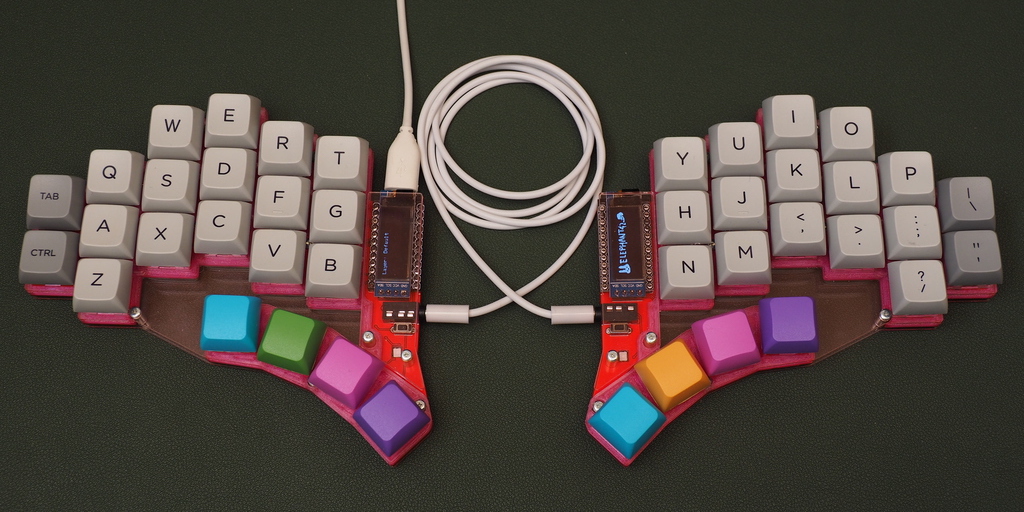 TAB Q W E R T
CTRL A S D F G
Z X C V B
Layer: Default
Y U I O P | \
H J K L : ; " '
N M < , > . ? /
ELEPHANT42